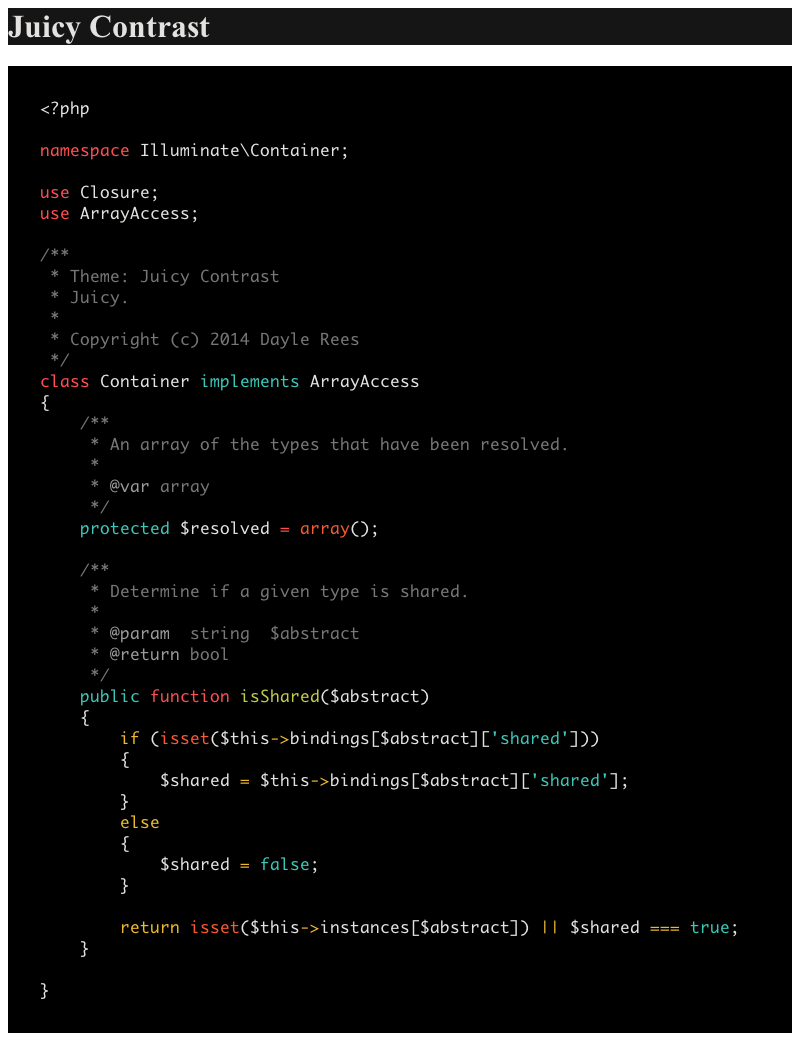 Juicy Contrast
<?php
namespace Illuminate\Container;
use Closure;
use ArrayAccess;
/**
 * Theme: Juicy Contrast
 * Juicy.
 *
 * Copyright (c) 2014 Dayle Rees
 */
class Container implements ArrayAccess
{
    /**
     * An array of the types that have been resolved.
     *
     * @var array
     */
    protected $resolved = array();
    /**
     * Determine if a given type is shared.
     *
     * @param  string  $abstract
     * @return bool
     */
    public function isShared($abstract)
    {
        if (isset($this->bindings[$abstract]['shared']))
        {
            $shared = $this->bindings[$abstract]['shared'];
        }
        else
        {
            $shared = false;
        }
        return isset($this->instances[$abstract]) || $shared === true;
    }
}